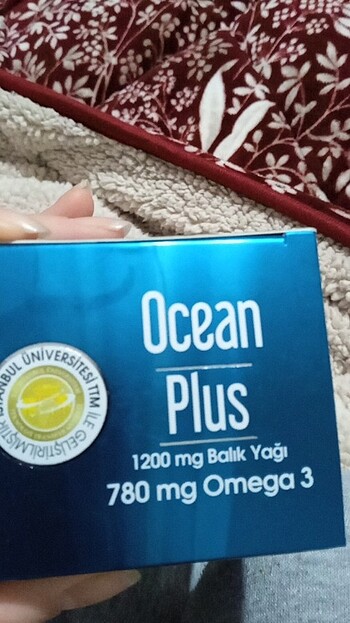 Ocean
Plus
1200 mg Balık Yağı
780 mg Omega 3
İSTANBUL ÜNİVERSİTESİ TTM İLE GELİŞTİRİLMİŞTİR